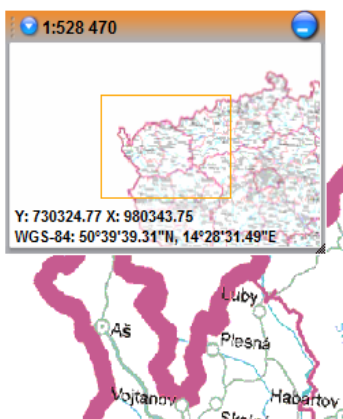 1:528 470
Y: 730324.77 X: 980343.75
WGS-84: 50°39'39.31"N, 14°28'31.49"E
Luby
Aš
Plesná
Vojtanov
Habartov